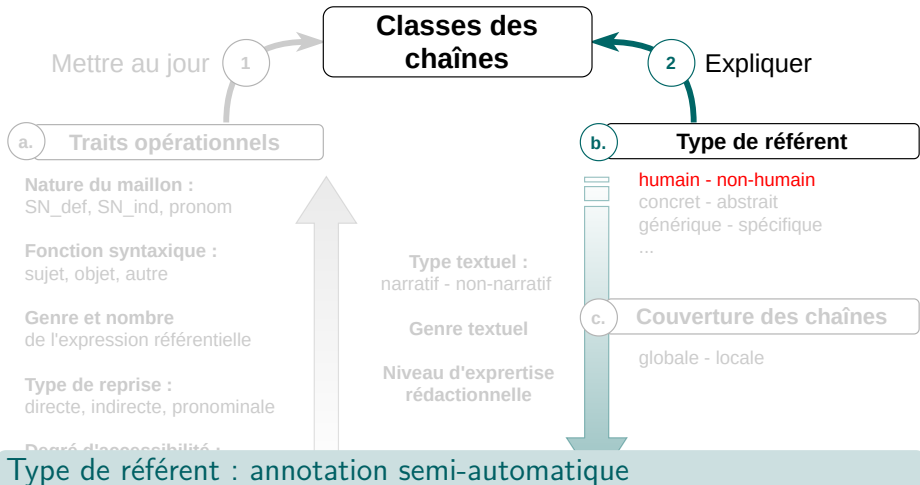 Classes des
chaînes
Mettre au jour
1
2
Expliquer
a.
Traits opérationnels
b.
Type de référent
Nature du maillon :
SN_def, SN_ind, pronom
Fonction syntaxique :
sujet, objet, autre
Genre et nombre
de l'expression référentielle
Type de reprise :
directe, indirecte, pronominale
Degré d'accessibilité :
Type textuel :
narratif - non-narratif
Genre textuel
Niveau d'exprertise
rédactionnelle
humain - non-humain
concret - abstrait
générique - spécifique
...
c.
Couverture des chaînes
globale - locale
Type de référent : annotation semi-automatique